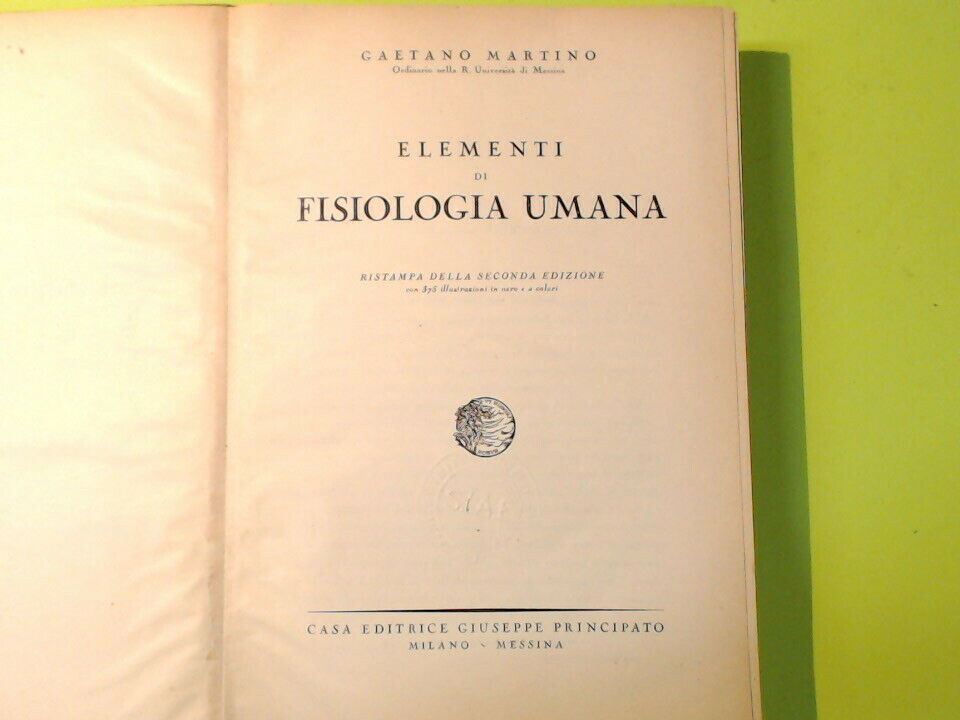 GAETANO MARTINO
Ordinario nella R. Università di Messina
ELEMENTI
DI
FISIOLOGIA UMANA
RISTAMPA DELLA SECONDA EDIZIONE
con 375 illustrazioni in nero e a colori
CASA EDITRICE GIUSEPPE PRINCIPATO
MILANO - MESSINA